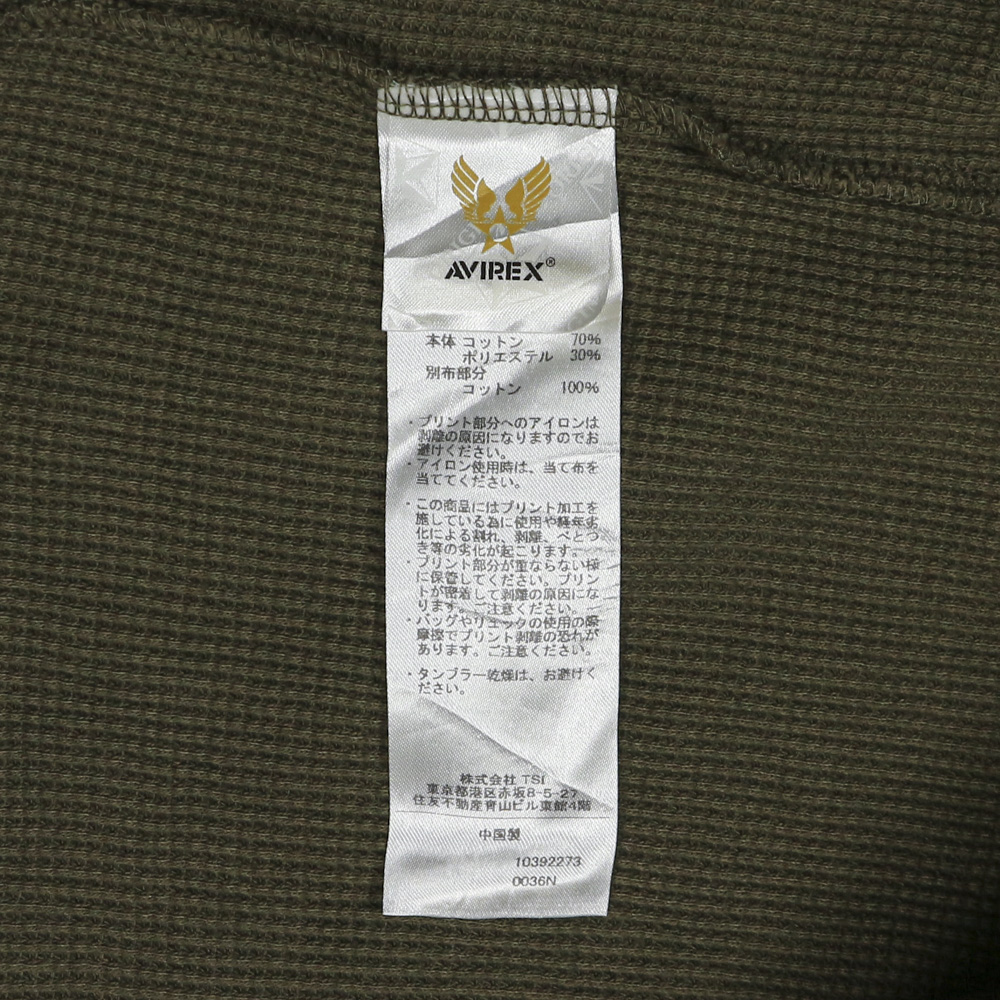 AVIREX®
本体 コットン 70%
ポリエステル 30%
別布部分
コットン 100%
・プリント部分へのアイロンは
剥離の原因になりますのでお
避けください。
・アイロン使用時は、当て布を
当ててください。
・この商品にはプリント加工を
施している為に使用や経年劣
化による割れ、剥離、べとつ
き等の劣化が起こります。
・プリント部分が重ならない様
に保管してください。プリン
トが密着して剥離の原因にな
ります。ご注意ください。
・バッグやリュックの使用の際
摩擦でプリント剥離の恐れが
あります。ご注意ください。
・タンブラー乾燥は、お避けく
ださい。
株式会社 TSI
東京都港区赤坂8-5-27
住友不動産青山ビル東館4階
中国製
10392273
0036N